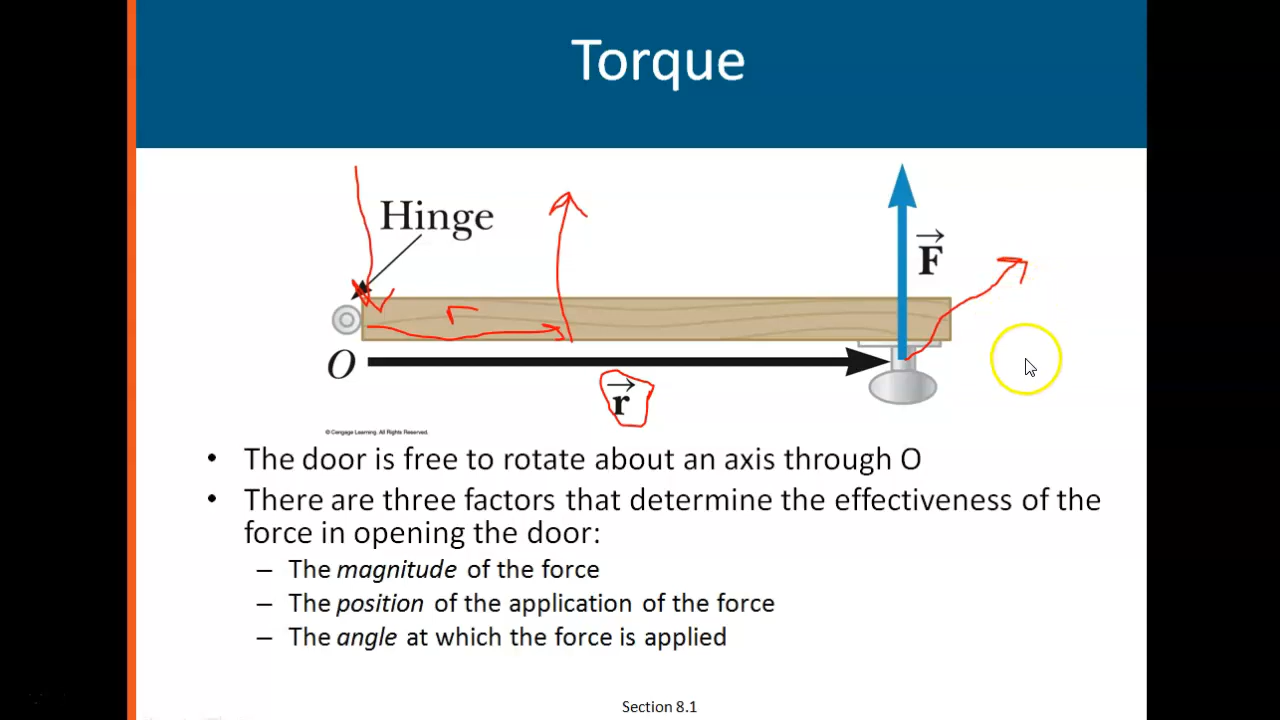 Torque
Hinge
F
r
O
r
© Cengage Learning. All Rights Reserved.
• The door is free to rotate about an axis through O
• There are three factors that determine the effectiveness of the
force in opening the door:
– The magnitude of the force
– The position of the application of the force
– The angle at which the force is applied
Section 8.1